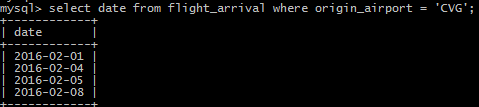 mysql> select date from flight_arrival where origin_airport = 'CVG';
+------------+
| date       |
+------------+
| 2016-02-01 |
| 2016-02-04 |
| 2016-02-05 |
| 2016-02-08 |
+------------+